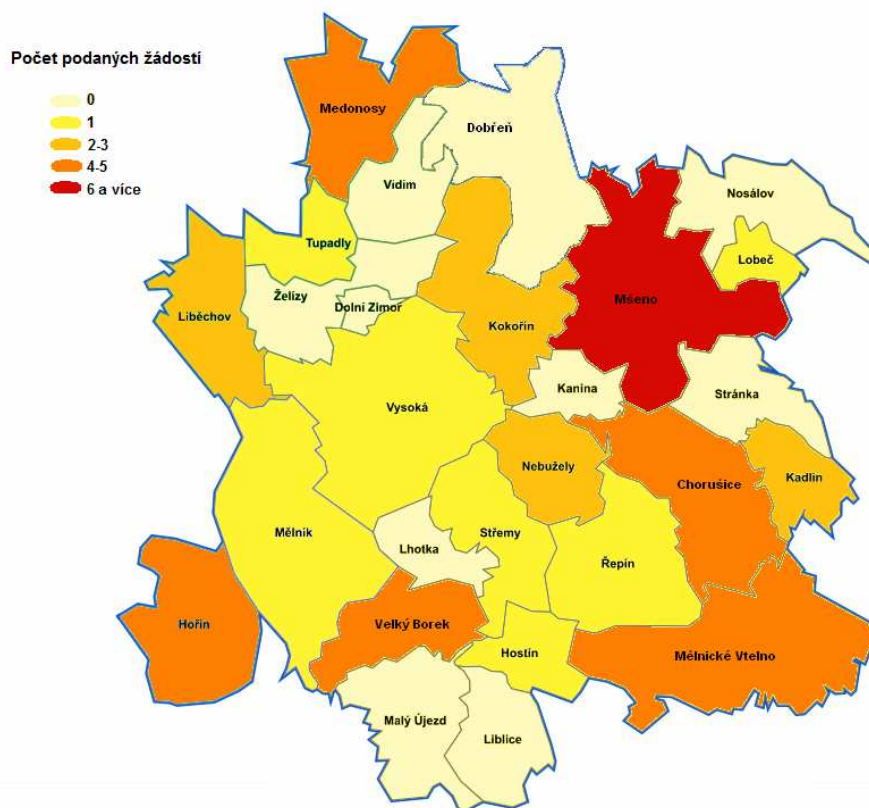 Počet podaných žádostí
0
1
2-3
4-5
6 a více
Medonosy
Dobřeň
Vidim
Nosálov
Tupadly
Lobeč
Želízy
Dolní Zimoř
Mšeno
Liběchov
Kokořín
Kanina
Stránka
Vysoká
Nebužely
Chorušice
Kadlín
Mělník
Střemy
Lhotka
Řepín
Hořín
Velký Borek
Hostín
Mělnické Vtelno
Malý Újezd
Liblice